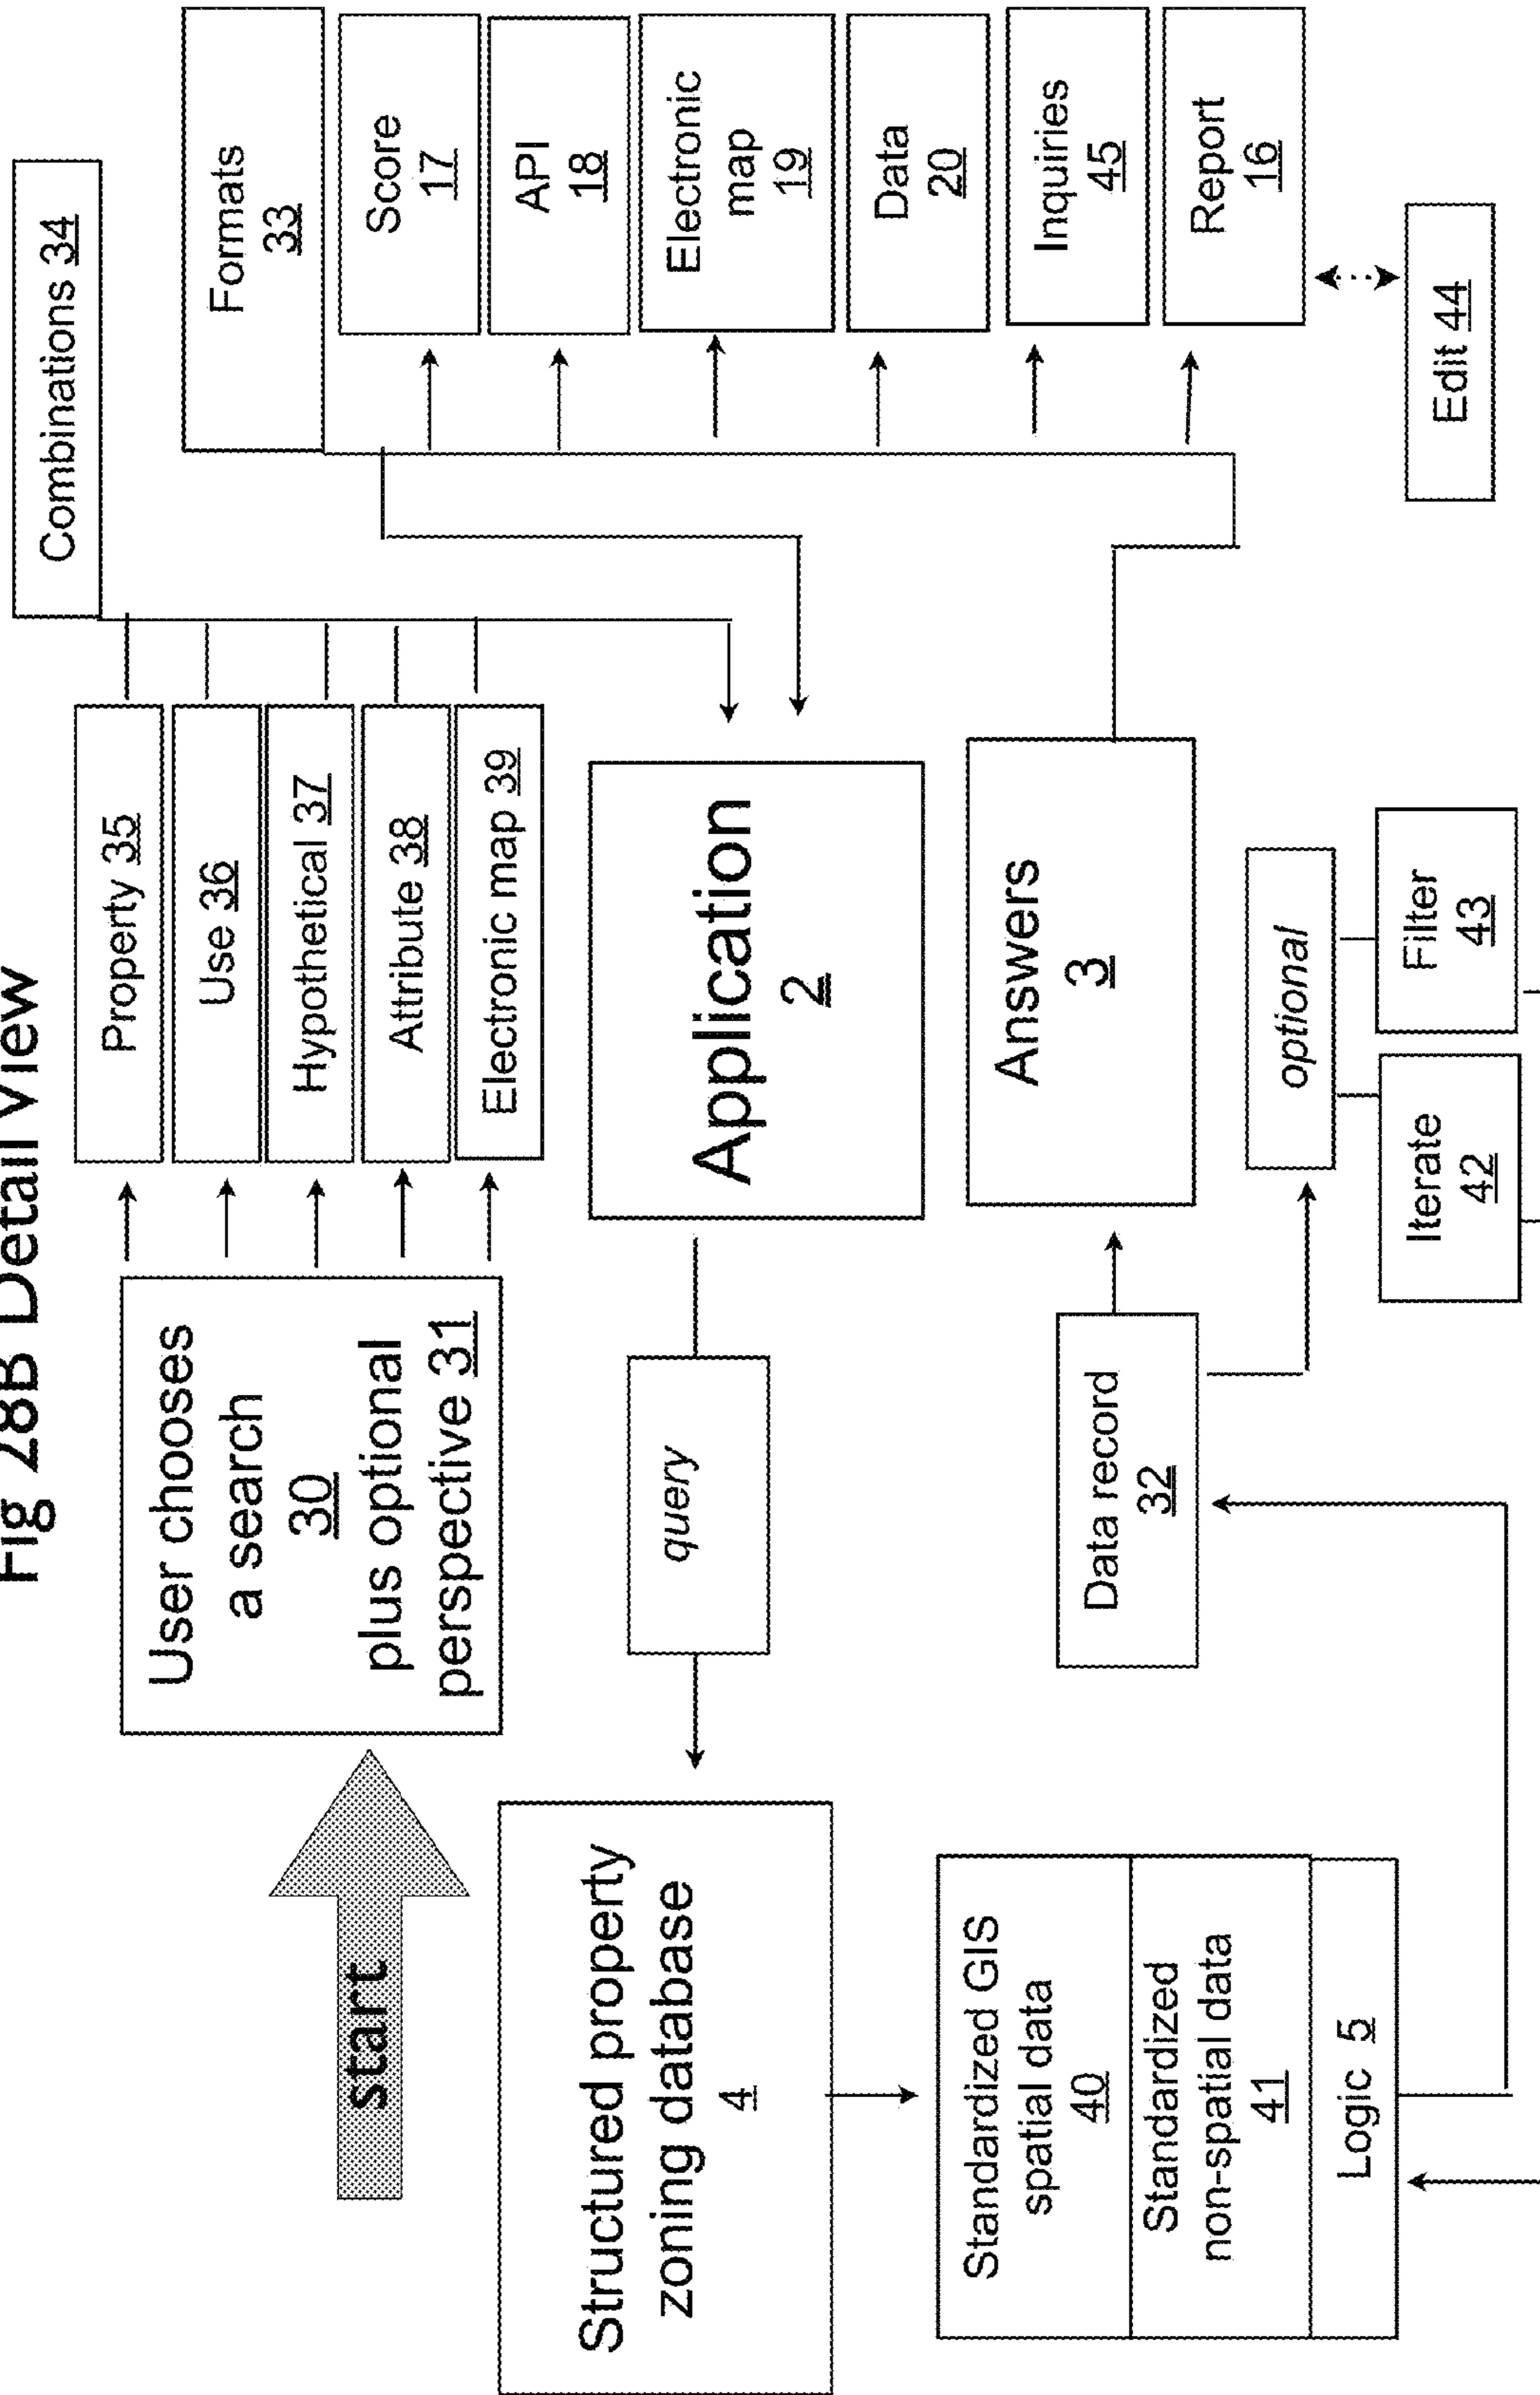 Fig 28B Detail View
start
User chooses
a search
30
plus optional
perspective 31
Property 35
Use 36
Hypothetical 37
Attribute 38
Electronic map 39
Combinations 34
Formats
33
Score
17
API
18
Electronic
map
19
Data
20
Inquiries
45
Report
16
Edit 44
Structured property
zoning database
4
query
Application
2
Standardized GIS
spatial data
40
Standardized
non-spatial data
41
Logic 5
Data record
32
Answers
3
optional
Iterate
42
Filter
43